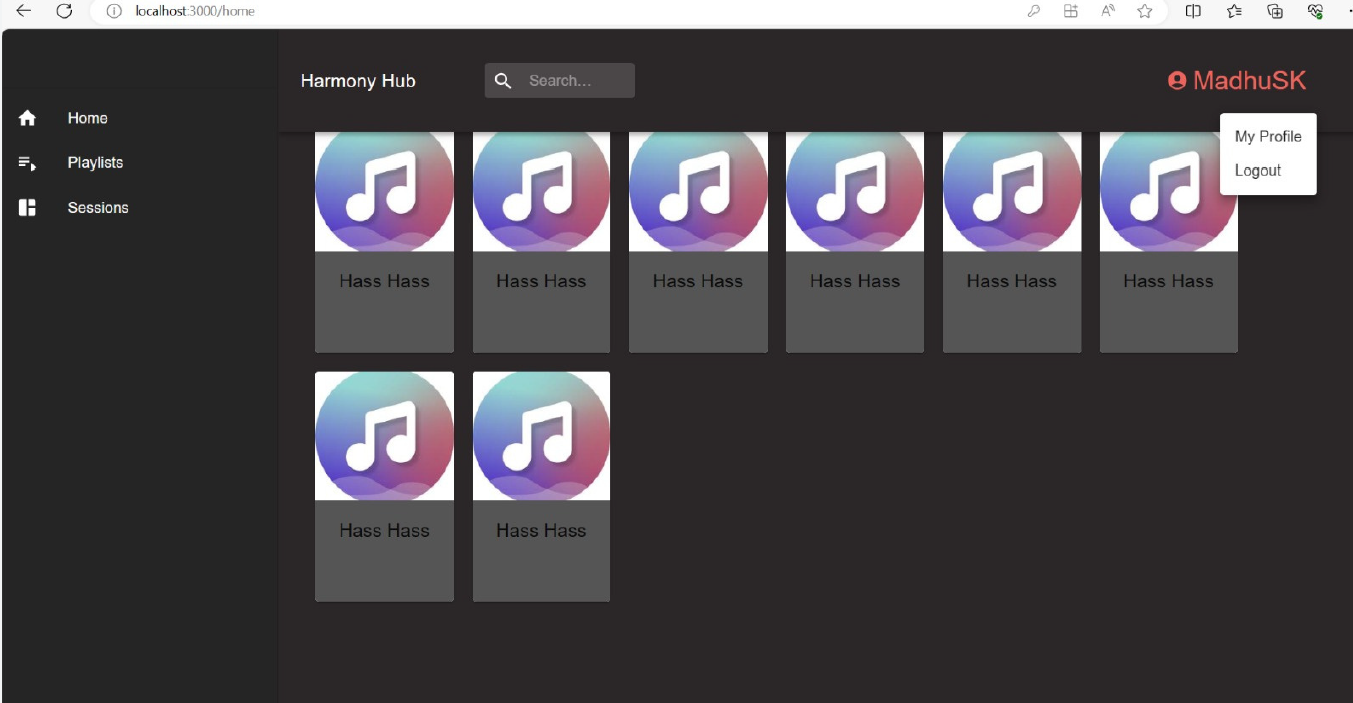 localhost:3000/home
Harmony Hub
Search...
MadhuSK
My Profile
Logout
Home
Playlists
Sessions
Hass Hass
Hass Hass
Hass Hass
Hass Hass
Hass Hass
Hass Hass
Hass Hass
Hass Hass